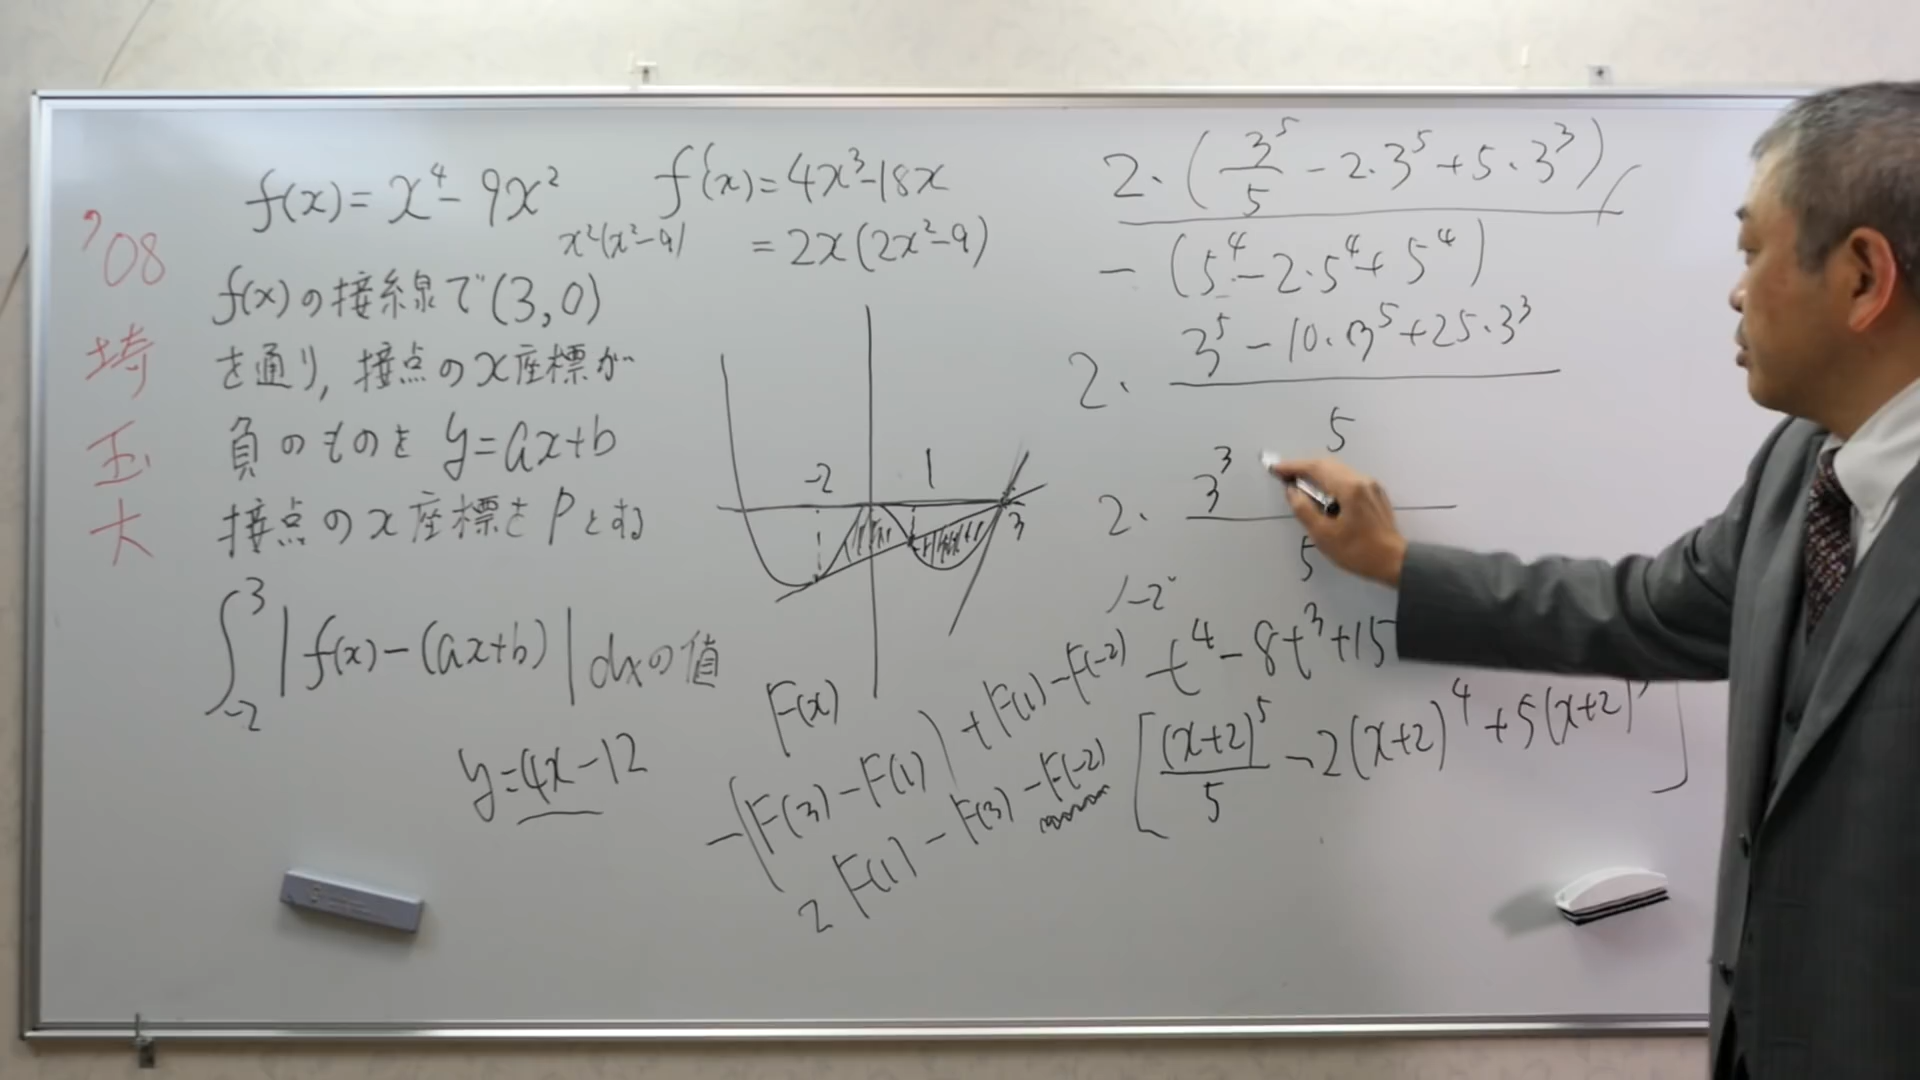 '08
埼
玉
大
f(x)=x⁴-9x²
x²(x²-9)
f'(x)=4x³-18x
=2x(2x²-9)
f(x)の接線で(3,0)
を通り,接点のx座標が
負のものを y=ax+b
接点のx座標をPとする
∫₋₂³|f(x)-(ax+b)|dxの値
y=4x-12
-2
1
3
F(x)
-(F(3)-F(1))+F(1)-F(-2)
2F(1)-F(3)-F(-2)
2·(3⁵/5-2·3⁵+5·3³)
-(5⁴-2·5⁴+5⁴)
2·(3⁵-10·3⁵+25·3³)/5
2· 3³
5
t⁴-8t³+15
[(x+2)⁵/5-2(x+2)⁴+5(x+2)³]